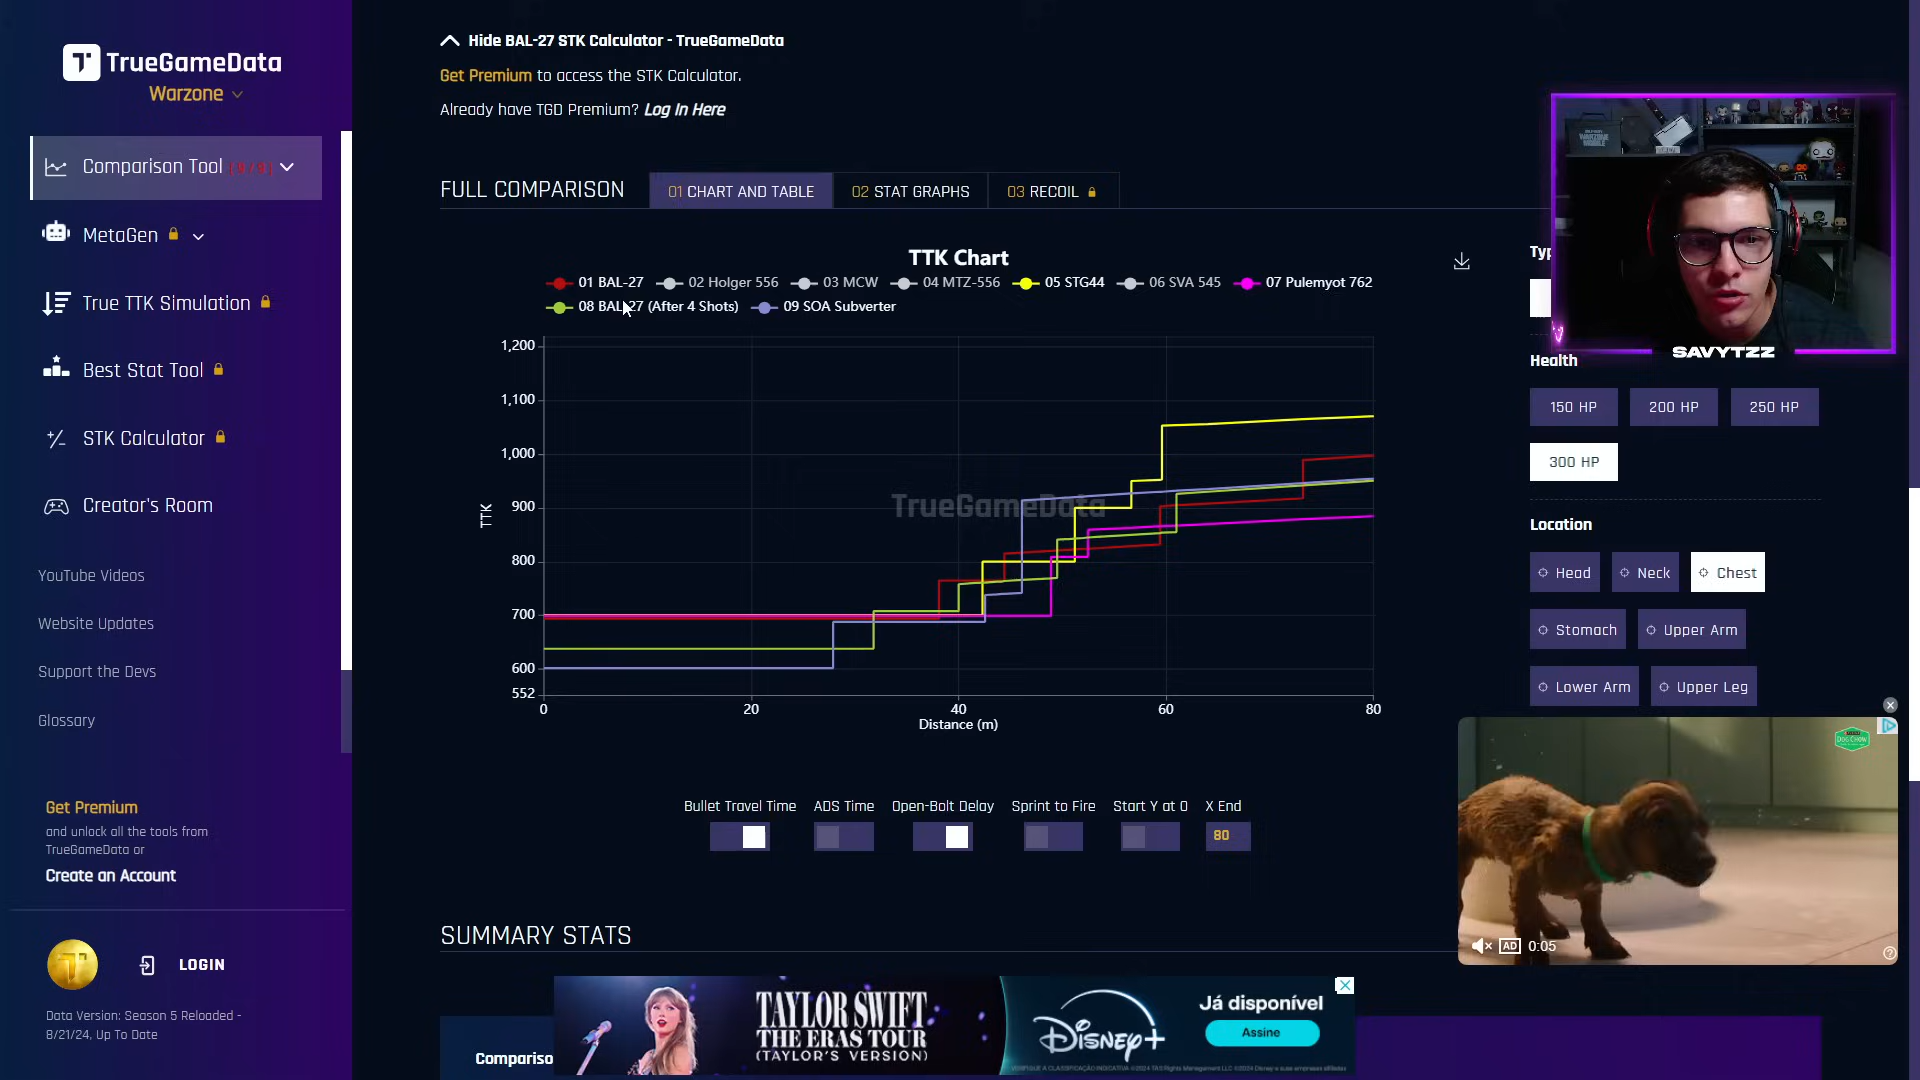 TrueGameData
Warzone
Comparison Tool [9/9]
MetaGen
True TTK Simulation
Best Stat Tool
STK Calculator
Creator's Room
YouTube Videos
Website Updates
Support the Devs
Glossary
Get Premium
and unlock all the tools from
TrueGameData or
Create an Account
LOGIN
Data Version: Season 5 Reloaded -
8/21/24, Up To Date
Hide BAL-27 STK Calculator - TrueGameData
Get Premium to access the STK Calculator.
Already have TGD Premium? Log In Here
FULL COMPARISON
01 CHART AND TABLE
02 STAT GRAPHS
03 RECOIL
TTK Chart
01 BAL-27 02 Holger 556 03 MCW 04 MTZ-556 05 STG44 06 SVA 545 07 Pulemyot 762
08 BAL-27 (After 4 Shots) 09 SOA Subverter
1,200
1,100
1,000
900
800
700
600
552
TTK
TrueGameData
0 20 40 60 80
Distance (m)
Bullet Travel Time ADS Time Open-Bolt Delay Sprint to Fire Start Y at 0 X End
80
SUMMARY STATS
Compariso
Typ
SAVYTZZ
Health
150 HP 200 HP 250 HP
300 HP
Location
Head Neck Chest
Stomach Upper Arm
Lower Arm Upper Leg
DOG CHOW
AD 0:05
TAYLOR SWIFT
THE ERAS TOUR
(TAYLOR'S VERSION)
Disney+
Já disponível
Assine